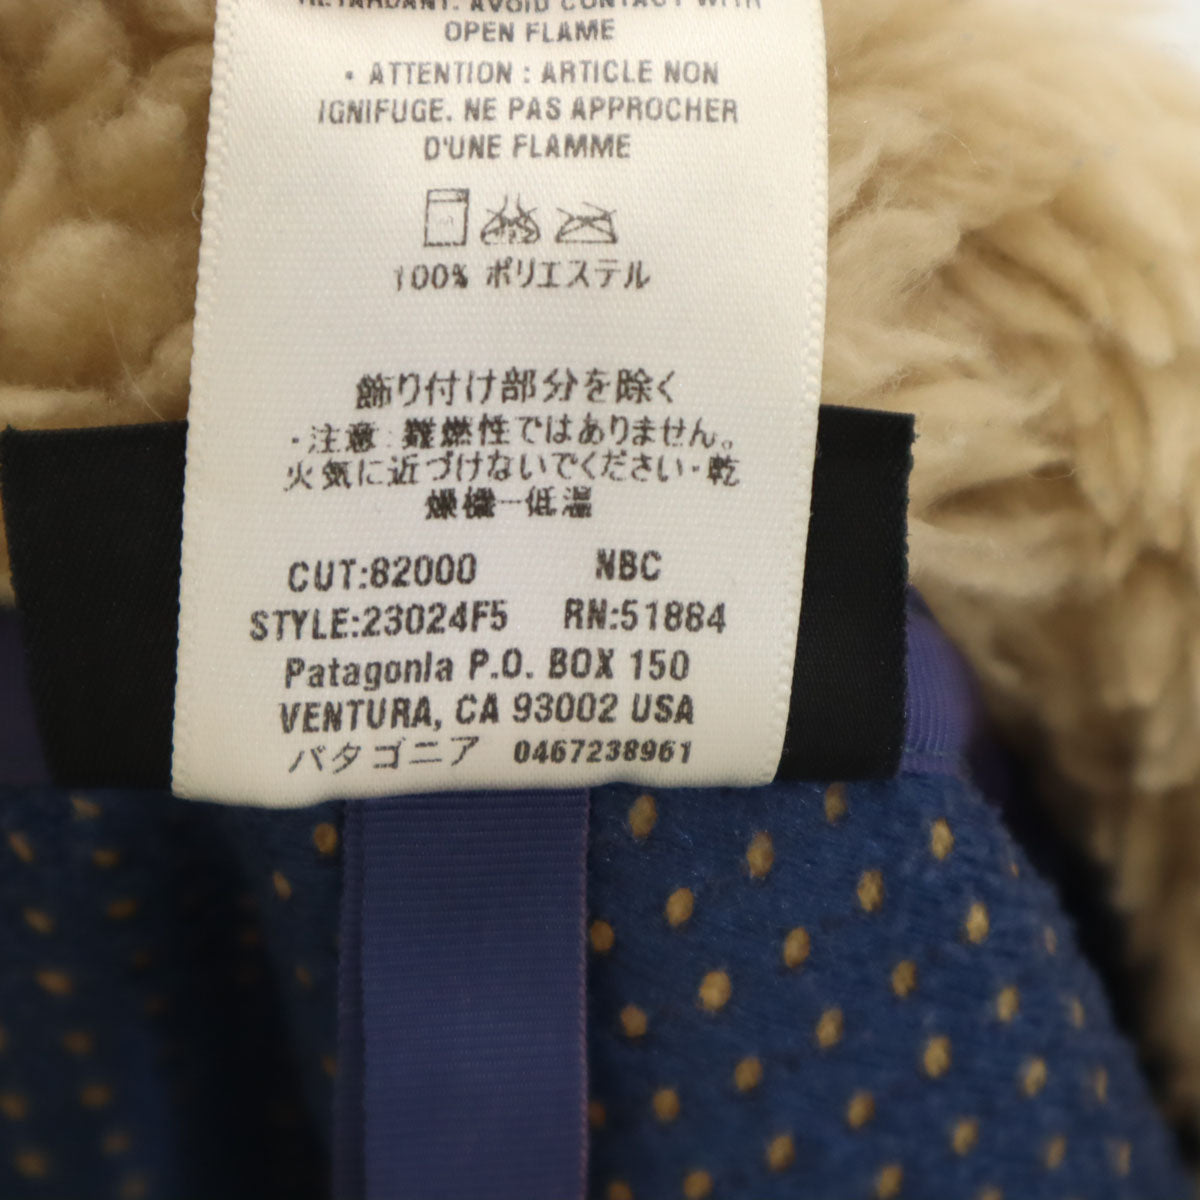 RETARDANT. AVOID CONTACT WITH
OPEN FLAME
• ATTENTION : ARTICLE NON
IGNIFUGE. NE PAS APPROCHER
D'UNE FLAMME
100% ポリエステル
飾り付け部分を除く
・注意：難燃性ではありません。
火気に近づけないでください・乾
燥機ー低温
CUT:82000 NBC
STYLE:23024F5 RN:51884
Patagonia P.O. BOX 150
VENTURA, CA 93002 USA
パタゴニア 0467238961